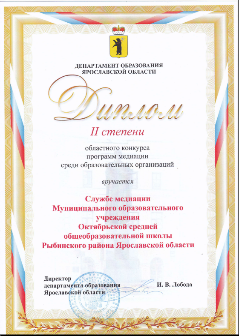 ДЕПАРТАМЕНТ ОБРАЗОВАНИЯ
ЯРОСЛАВСКОЙ ОБЛАСТИ
Диплом
II степени
областного конкурса
программ медиации
среди образовательных организаций
вручается
Службе медиации
Муниципального образовательного
учреждения
Октябрьской средней
общеобразовательной школы
Рыбинского района Ярославской области
Директор
департамента образования
Ярославской области
И. В. Лобода